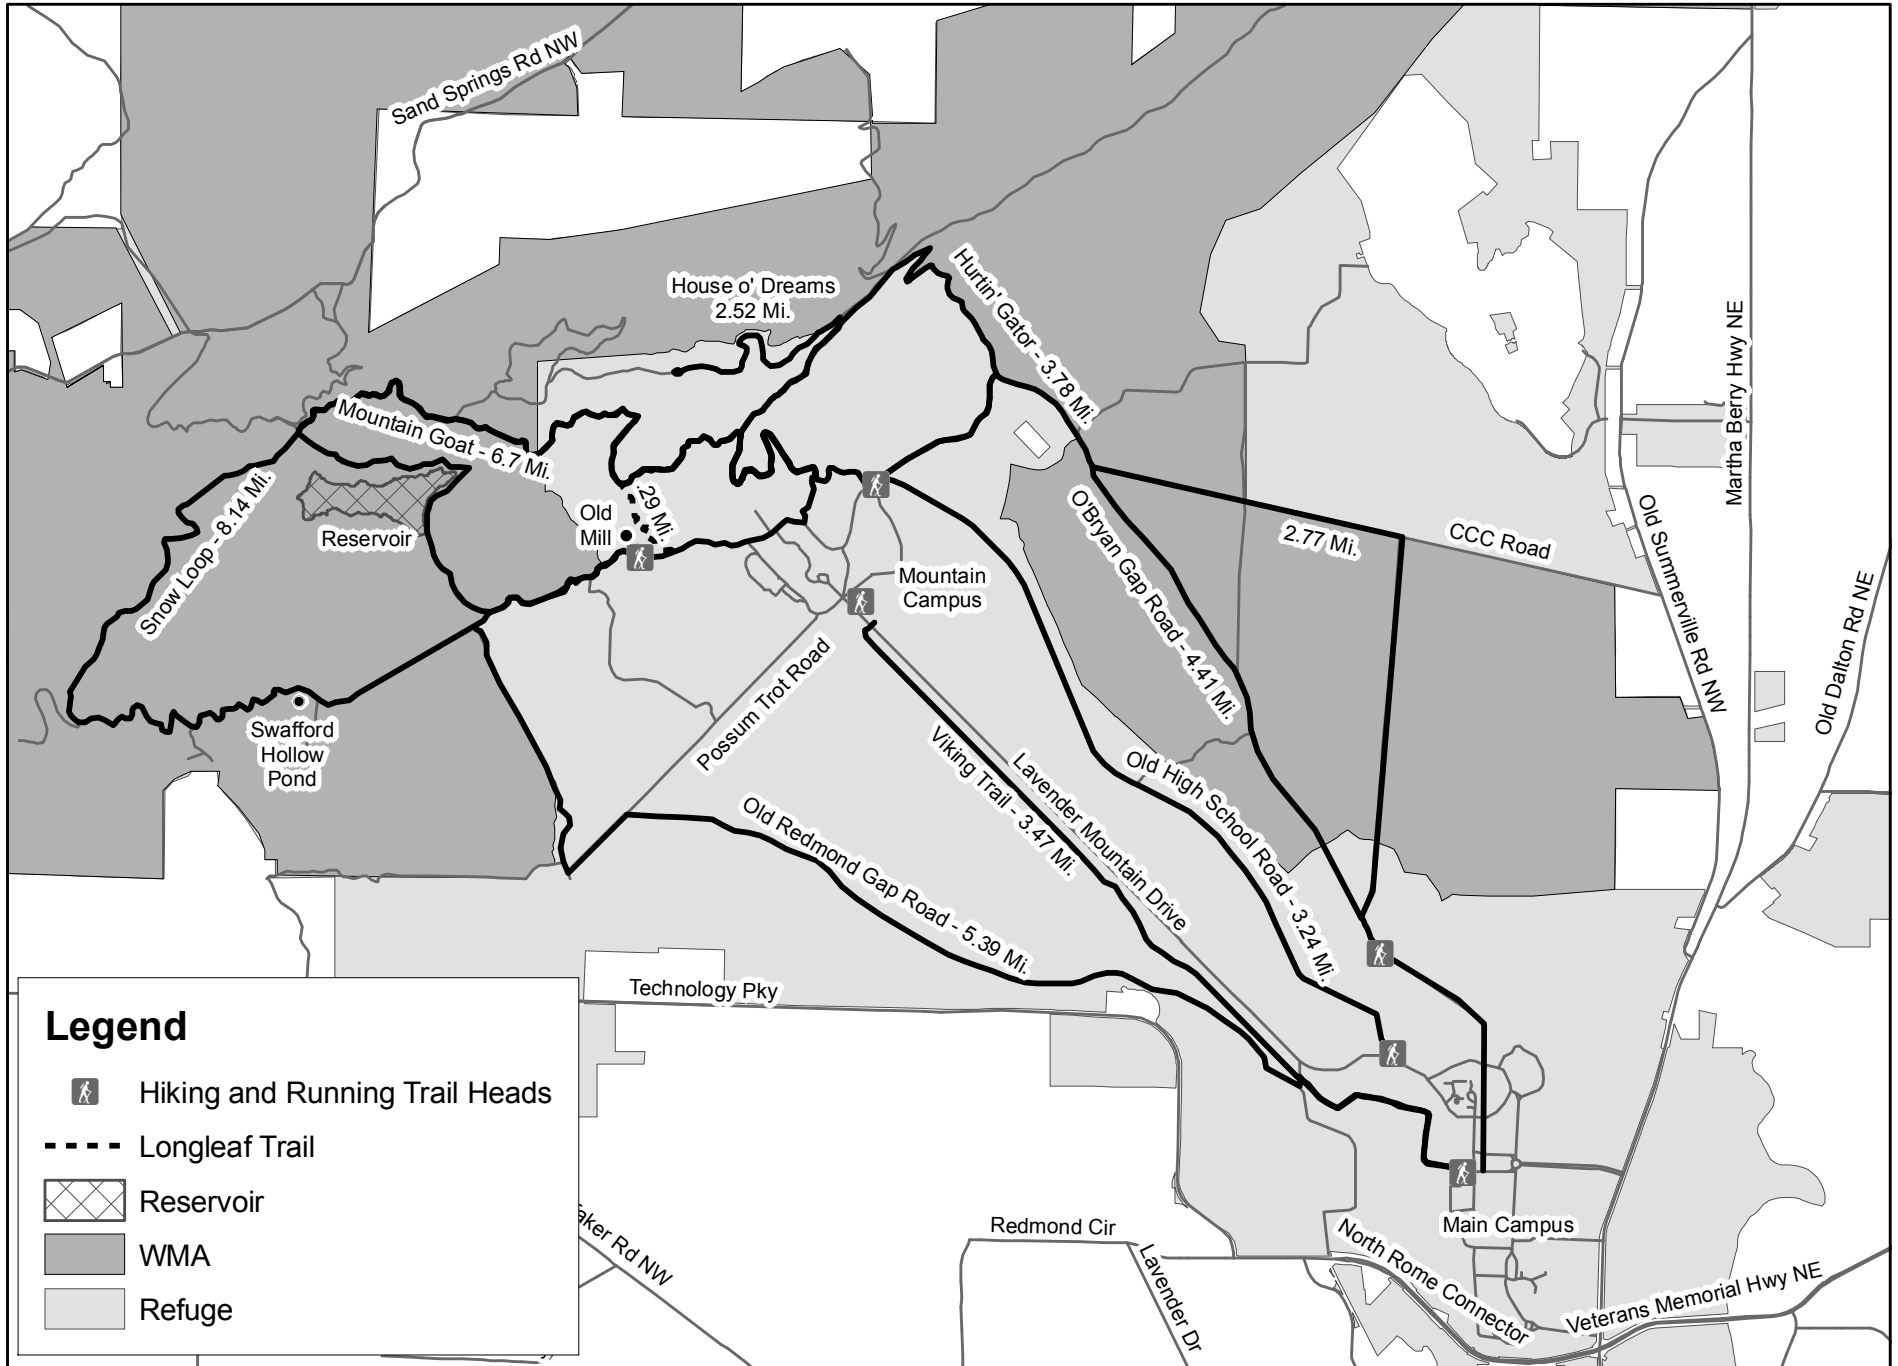 Sand Springs Rd NW
House o' Dreams
2.52 Mi.
Hurtin' Gator - 3.78 Mi.
Martha Berry Hwy NE
Mountain Goat - 6.7 Mi.
Snow Loop - 8.14 Mi.
Reservoir
Old
Mill
.29 Mi.
O'Bryan Gap Road - 4.41 Mi.
2.77 Mi.
CCC Road
Old Summerville Rd NW
Old Dalton Rd NE
Mountain
Campus
Possum Trot Road
Swafford
Hollow
Pond
Viking Trail - 3.47 Mi.
Lavender Mountain Drive
Old High School Road - 3.24 Mi.
Old Redmond Gap Road - 5.39 Mi.
Technology Pky
Legend
Hiking and Running Trail Heads
Longleaf Trail
Reservoir
WMA
Refuge
Rd NW
Redmond Cir
Lavender Dr
Main Campus
North Rome Connector
Veterans Memorial Hwy NE